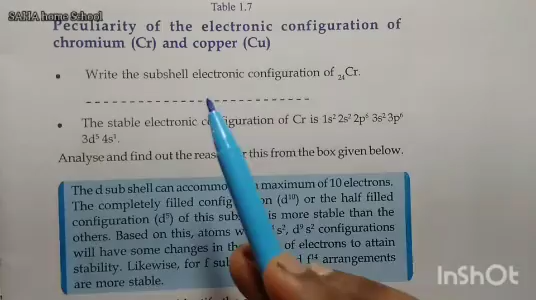 Table 1.7
SAHA home School
Peculiarity of the electronic configuration of
chromium (Cr) and copper (Cu)
• Write the subshell electronic configuration of ₂₄Cr.
• The stable electronic c iguration of Cr is 1s² 2s² 2p⁶ 3s² 3p⁶
3d⁵ 4s¹.
Analyse and find out the reas r this from the box given below.
The d sub shell can accommo maximum of 10 electrons.
The completely filled config on (d¹⁰) or the half filled
configuration (d⁵) of this sub is more stable than the
others. Based on this, atoms w s², d⁹ s² configurations
will have some changes in th of electrons to attain
stability. Likewise, for f su d f¹⁴ arrangements
are more stable.
InShOt